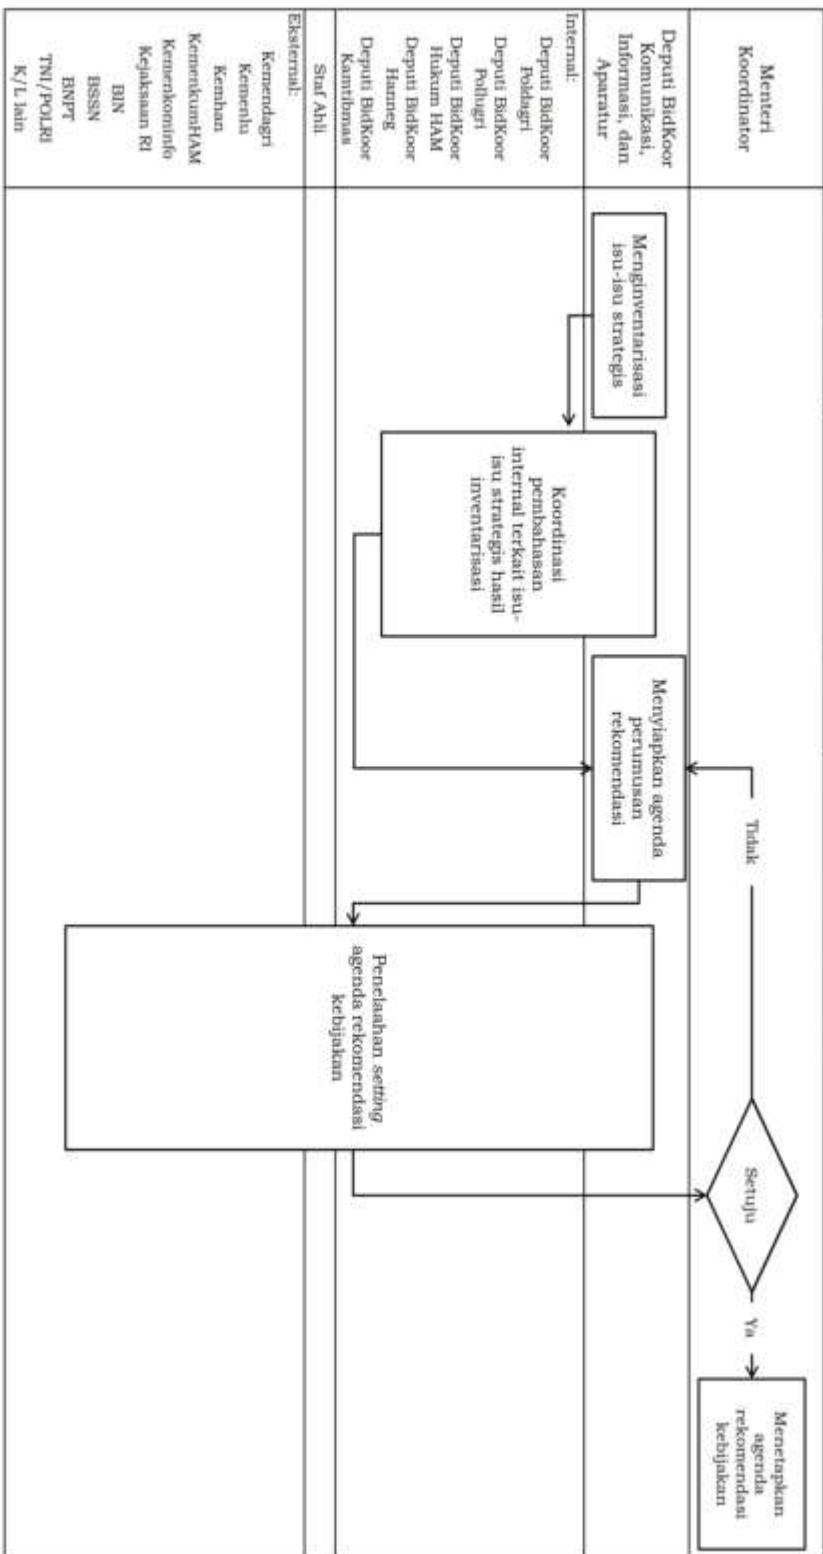 Menteri
Koordinator
Deputi BidKoor
Komunikasi,
Informasi, dan
Aparatur
Internal:
Deputi BidKoor
Poldagri
Deputi BidKoor
Pollugri
Deputi BidKoor
Hukum HAM
Deputi BidKoor
Hanneg
Deputi BidKoor
Kamtibmas
Staf Ahli
Eksternal:
Kemendagri
Kemenlu
Kemhan
KemenkumHAM
Kemenkominfo
Kejaksaan RI
BIN
BSSN
BNPT
TNI/POLRI
K/L lain
Menginventarisasi
isu-isu strategis
Koordinasi
pembahasan
internal terkait isu-
isu strategis hasil
inventarisasi
Menyiapkan agenda
perumusan
rekomendasi
Tidak
Penelaahan setting
agenda rekomendasi
kebijakan
Setuju
Ya
Menetapkan
agenda
rekomendasi
kebijakan